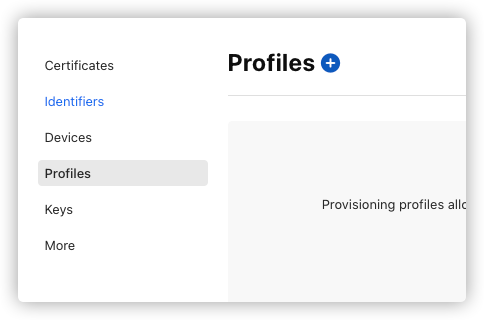 Certificates
Identifiers
Devices
Profiles
Keys
More
Profiles
Provisioning profiles